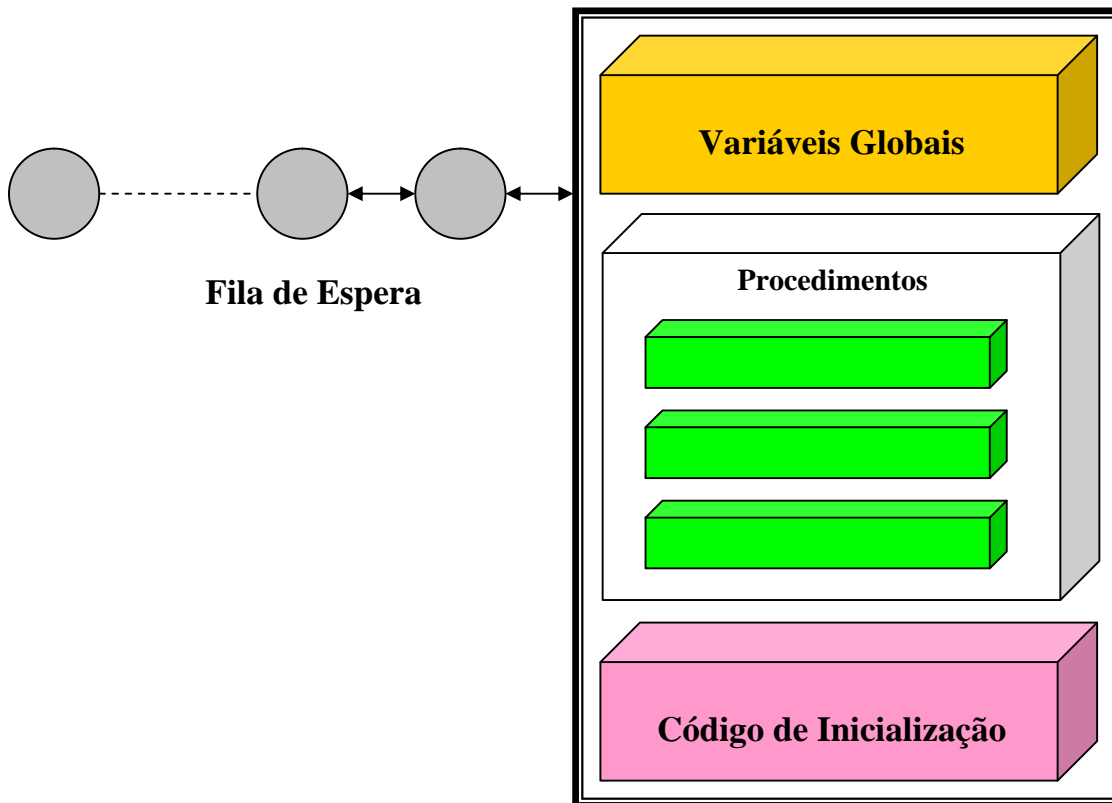 Variáveis Globais
Fila de Espera
Procedimentos
Código de Inicialização